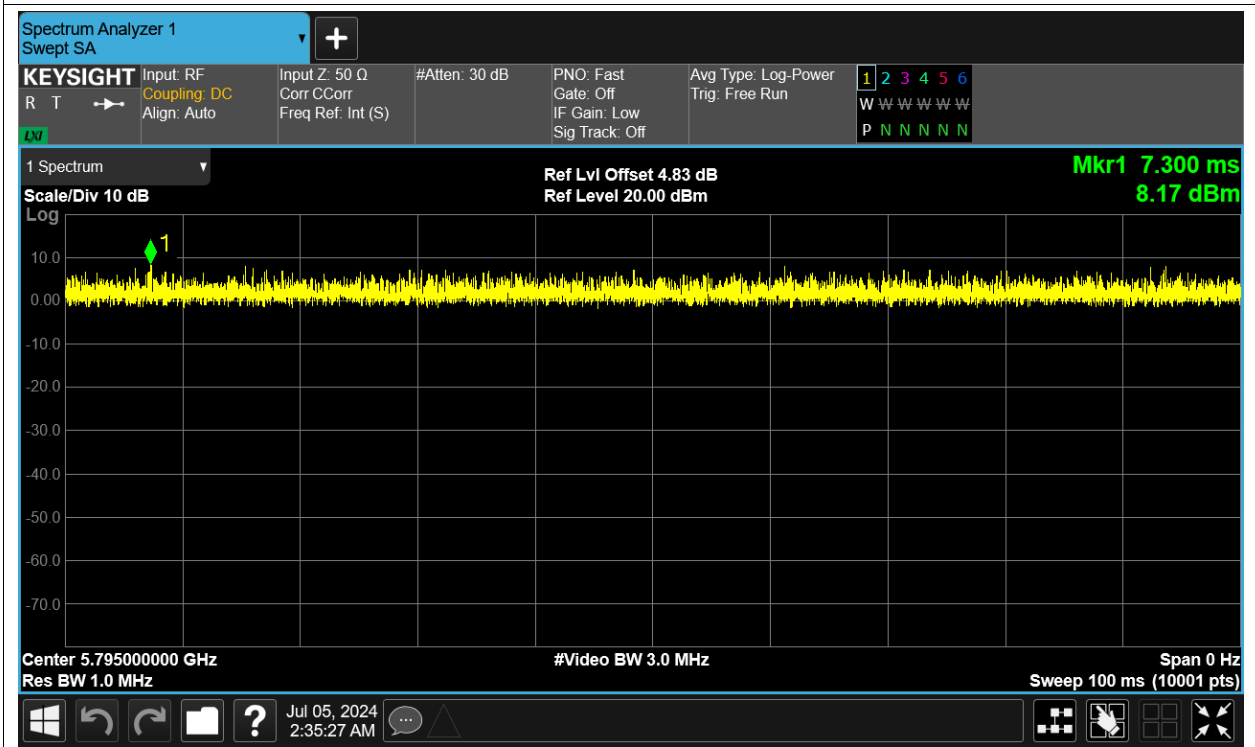 Spectrum Analyzer 1
Swept SA
KEYSIGHT
R T
LXI
Input: RF
Coupling: DC
Align: Auto
Input Z: 50 Ω
Corr CCorr
Freq Ref: Int (S)
#Atten: 30 dB
PNO: Fast
Gate: Off
IF Gain: Low
Sig Track: Off
Avg Type: Log-Power
Trig: Free Run
1 2 3 4 5 6
W W W W W W
P N N N N N
1 Spectrum
Scale/Div 10 dB
Ref Lvl Offset 4.83 dB
Ref Level 20.00 dBm
Mkr1 7.300 ms
8.17 dBm
Log
1
10.0
0.00
-10.0
-20.0
-30.0
-40.0
-50.0
-60.0
-70.0
Center 5.795000000 GHz
Res BW 1.0 MHz
#Video BW 3.0 MHz
Span 0 Hz
Sweep 100 ms (10001 pts)
?
Jul 05, 2024
2:35:27 AM